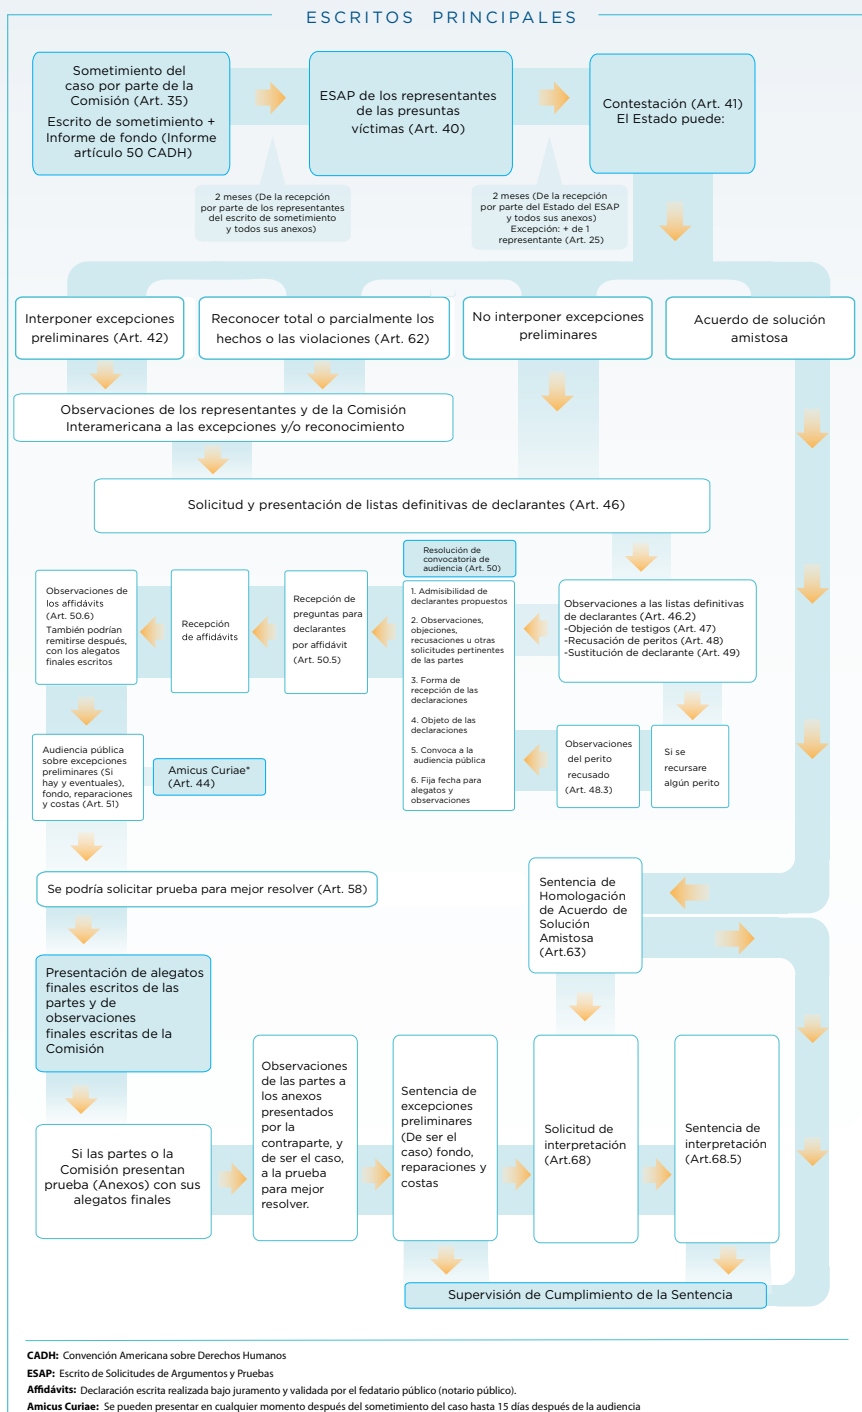 ESCRITOS PRINCIPALES
Sometimiento del
caso por parte de la
Comisión (Art. 35)
Escrito de sometimiento +
Informe de fondo (Informe
artículo 50 CADH)
ESAP de los representantes
de las presuntas
víctimas (Art. 40)
Contestación (Art. 41)
El Estado puede:
2 meses (De la recepción
por parte de los representantes
del escrito de sometimiento
y todos sus anexos)
2 meses (De la recepción
por parte del Estado del ESAP
y todos sus anexos)
Excepción: + de 1
representante (Art. 25)
Interponer excepciones
preliminares (Art. 42)
Reconocer total o parcialmente los
hechos o las violaciones (Art. 62)
No interponer excepciones
preliminares
Acuerdo de solución
amistosa
Observaciones de los representantes y de la Comisión
Interamericana a las excepciones y/o reconocimiento
Solicitud y presentación de listas definitivas de declarantes (Art. 46)
Observaciones a las listas definitivas
de declarantes (Art. 46.2)
-Objeción de testigos (Art. 47)
-Recusación de peritos (Art. 48)
-Sustitución de declarante (Art. 49)
Si se
recursare
algún perito
Observaciones
del perito
recusado
(Art. 48.3)
Resolución de
convocatoria de
audiencia (Art. 50)
1. Admisibilidad de
declarantes propuestos
2. Observaciones,
objeciones,
recusaciones u otras
solicitudes pertinentes
de las partes
3. Forma de
recepción de las
declaraciones
4. Objeto de las
declaraciones
5. Convoca a la
audiencia pública
6. Fija fecha para
alegatos y
observaciones
Recepción de
preguntas para
declarantes
por affidávit
(Art. 50.5)
Recepción
de affidávits
Observaciones de
los affidávits
(Art. 50.6)
También podrían
remitirse después,
con los alegatos
finales escritos
Audiencia pública
sobre excepciones
preliminares (Si
hay y eventuales),
fondo, reparaciones
y costas (Art. 51)
Amicus Curiae*
(Art. 44)
Se podría solicitar prueba para mejor resolver (Art. 58)
Sentencia de
Homologación
de Acuerdo de
Solución
Amistosa
(Art.63)
Presentación de alegatos
finales escritos de las
partes y de
observaciones
finales escritas de la
Comisión
Si las partes o la
Comisión presentan
prueba (Anexos) con sus
alegatos finales
Observaciones
de las partes a
los anexos
presentados
por la
contraparte, y
de ser el caso,
a la prueba
para mejor
resolver.
Sentencia de
excepciones
preliminares
(De ser el
caso) fondo,
reparaciones y
costas
Solicitud de
interpretación
(Art.68)
Sentencia de
interpretación
(Art.68.5)
Supervisión de Cumplimiento de la Sentencia
CADH: Convención Americana sobre Derechos Humanos
ESAP: Escrito de Solicitudes de Argumentos y Pruebas
Affidávits: Declaración escrita realizada bajo juramento y validada por el fedatario público (notario público).
Amicus Curiae: Se pueden presentar en cualquier momento después del sometimiento del caso hasta 15 días después de la audiencia